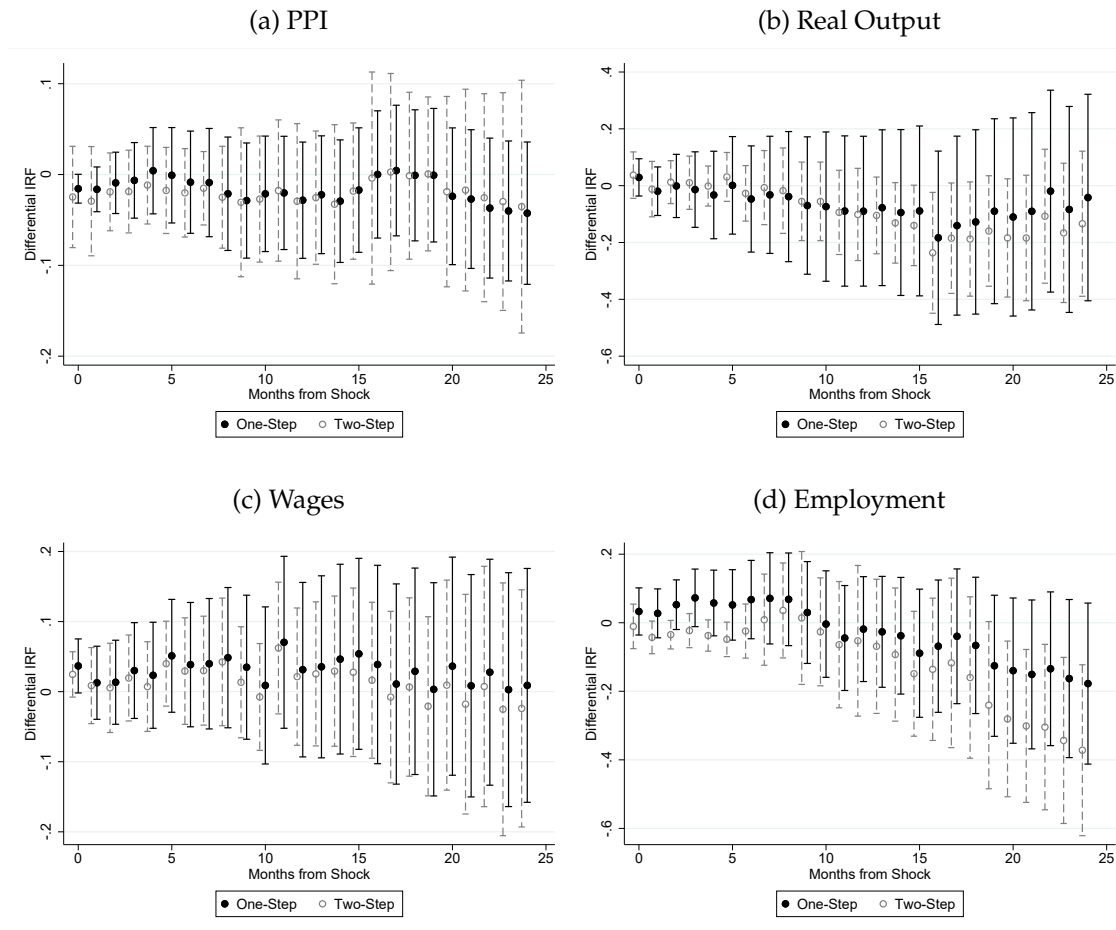 (a) PPI
.1
0
-.1
-.2
Differential IRF
0 5 10 15 20 25
Months from Shock
One-Step Two-Step
(b) Real Output
.4
.2
0
-.2
-.4
-.6
Differential IRF
0 5 10 15 20 25
Months from Shock
One-Step Two-Step
(c) Wages
.2
.1
0
-.1
-.2
Differential IRF
0 5 10 15 20 25
Months from Shock
One-Step Two-Step
(d) Employment
.2
0
-.2
-.4
-.6
Differential IRF
0 5 10 15 20 25
Months from Shock
One-Step Two-Step